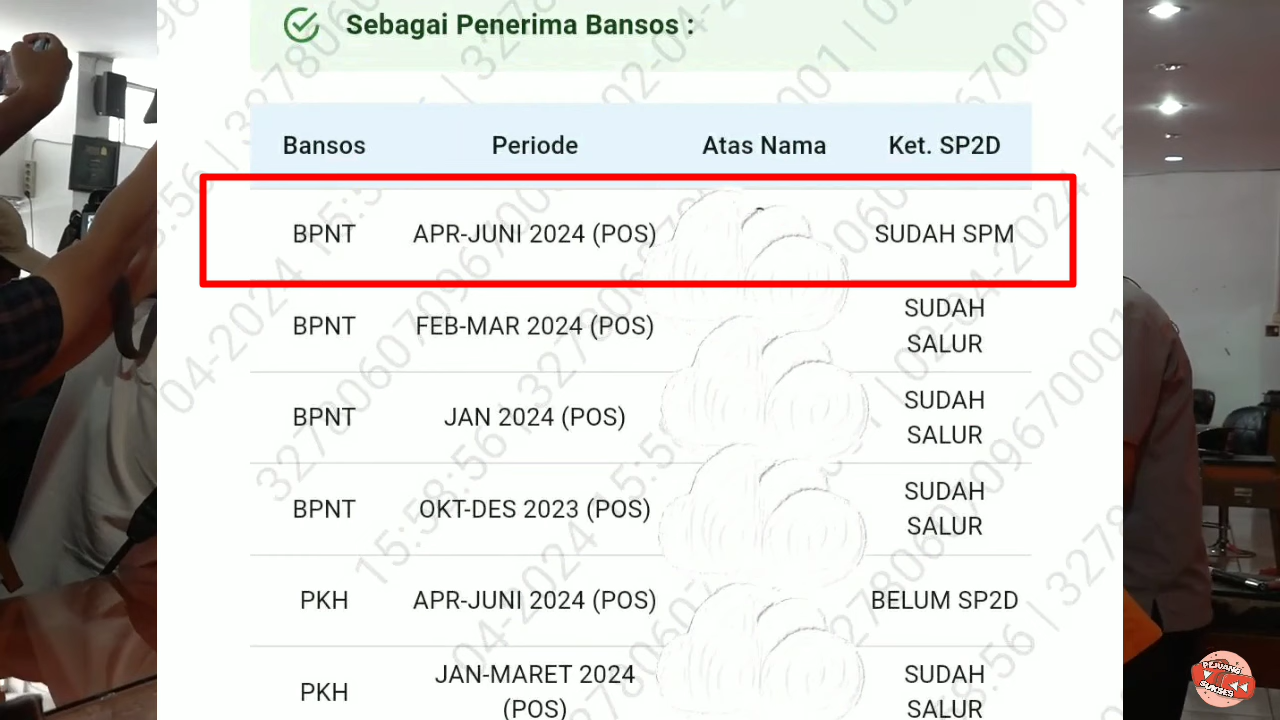 Sebagai Penerima Bansos :
Bansos Periode Atas Nama Ket. SP2D
BPNT APR-JUNI 2024 (POS) SUDAH SPM
BPNT FEB-MAR 2024 (POS) SUDAH
SALUR
BPNT JAN 2024 (POS) SUDAH
SALUR
BPNT OKT-DES 2023 (POS) SUDAH
SALUR
PKH APR-JUNI 2024 (POS) BELUM SP2D
PKH JAN-MARET 2024
(POS) SUDAH
SALUR
PEJUANG
SUKSES